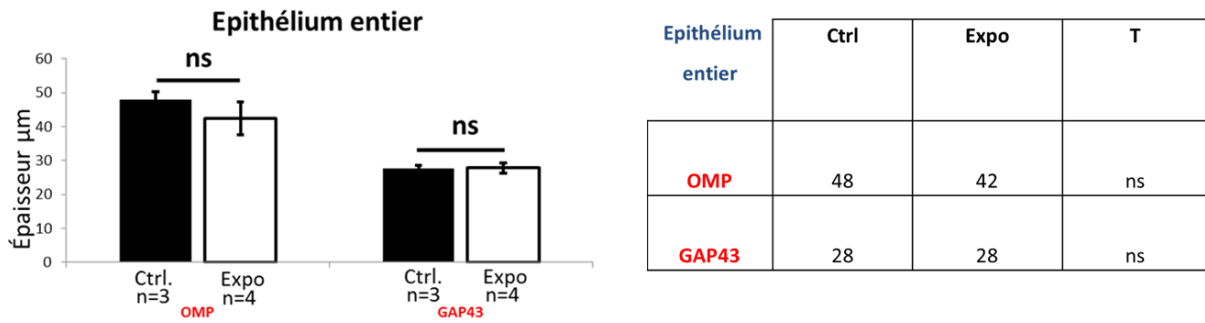 Epithélium entier
Épaisseur µm
60
50
40
30
20
10
0
ns
ns
Ctrl. Expo Ctrl. Expo
n=3 n=4 n=3 n=4
OMP GAP43
Epithélium entier Ctrl Expo T
OMP 48 42 ns
GAP43 28 28 ns